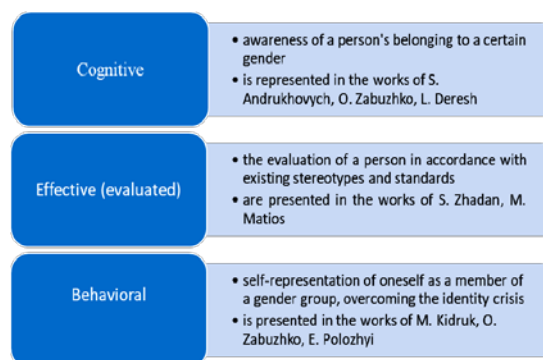 Cognitive
• awareness of a person's belonging to a certain
gender
• is represented in the works of S.
Andrukhovych, O. Zabuzhko, L. Deresh
Effective (evaluated)
• the evaluation of a person in accordance with
existing stereotypes and standards
• are presented in the works of S. Zhadan, M.
Matios
Behavioral
• self-representation of oneself as a member of
a gender group, overcoming the identity crisis
• is presented in the works of M. Kidruk, O.
Zabuzhko, E. Polozhyi